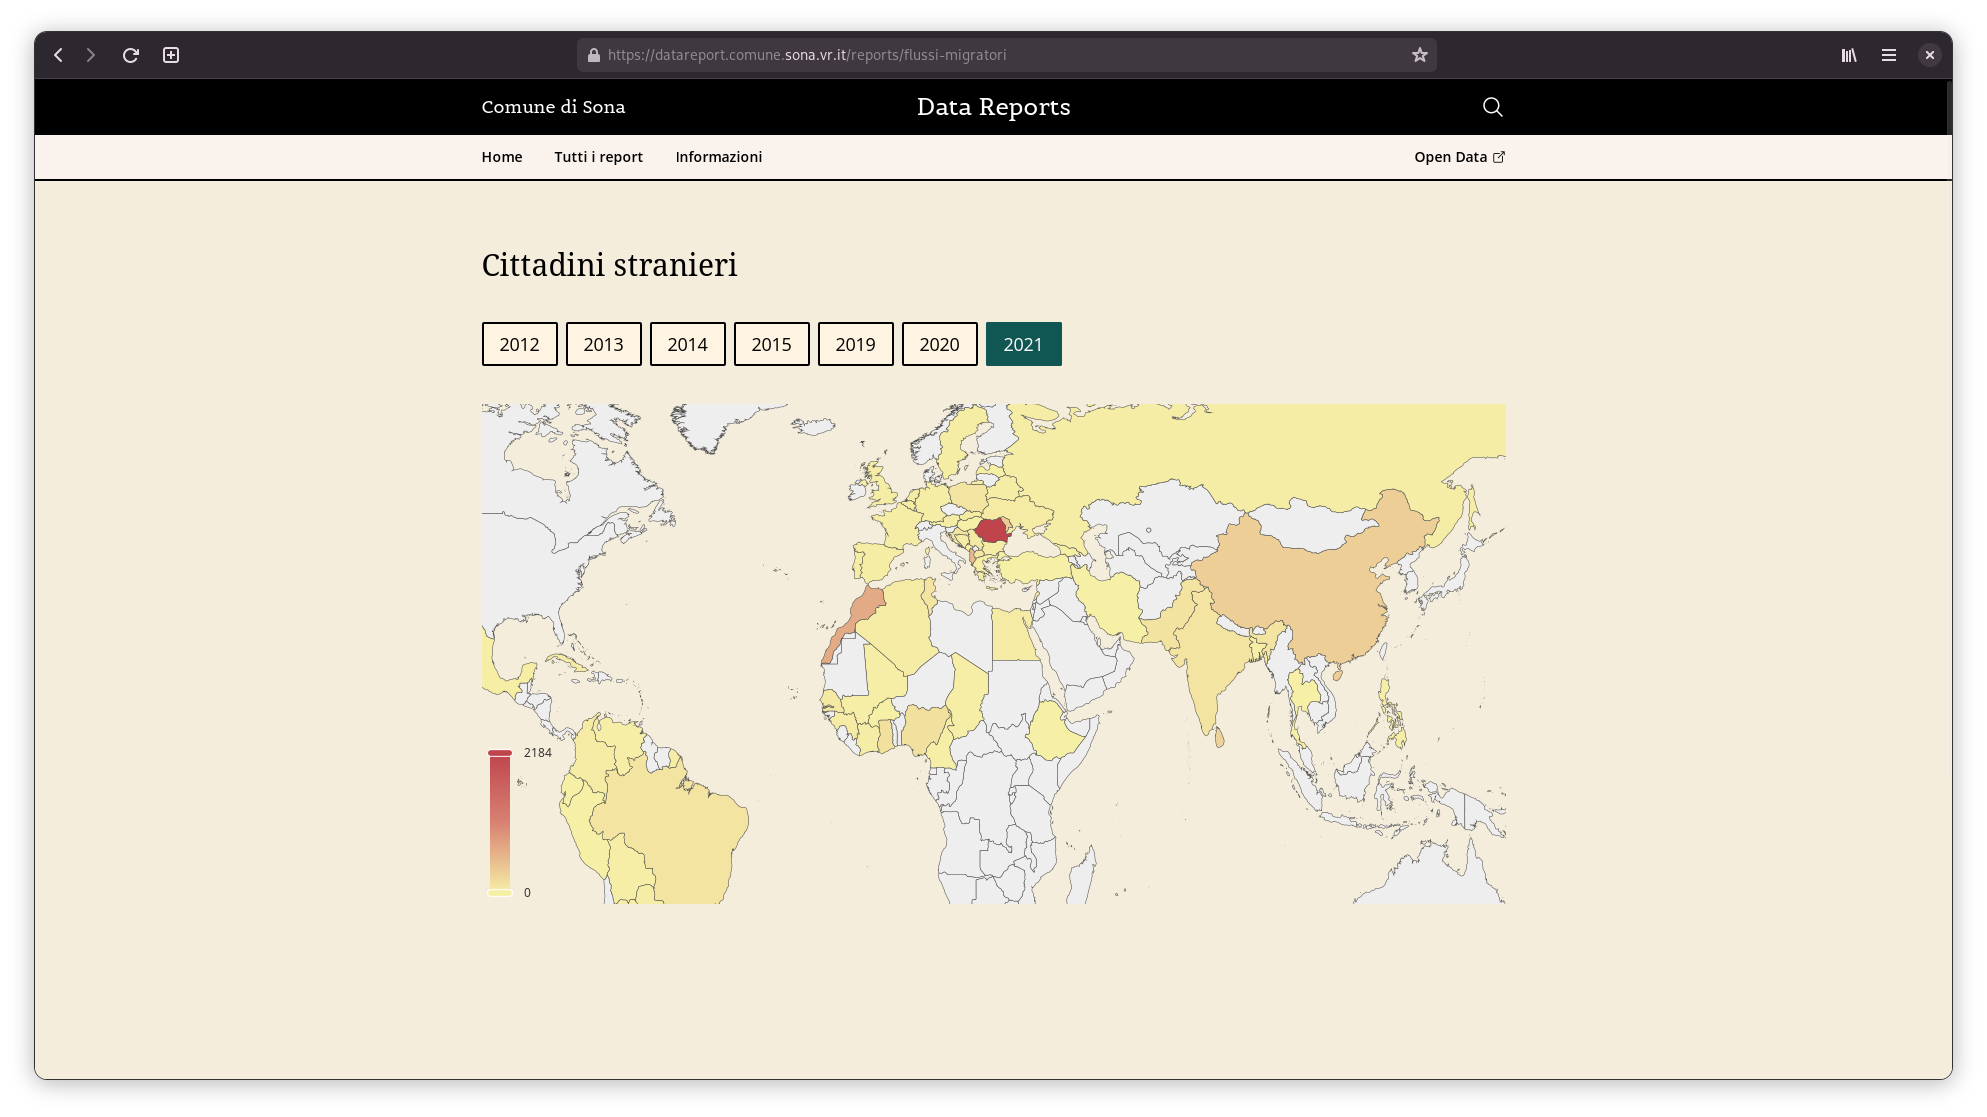 https://datareport.comune.sona.vr.it/reports/flussi-migratori
Comune di Sona
Data Reports
Home
Tutti i report
Informazioni
Open Data
Cittadini stranieri
2012
2013
2014
2015
2019
2020
2021
2184
0